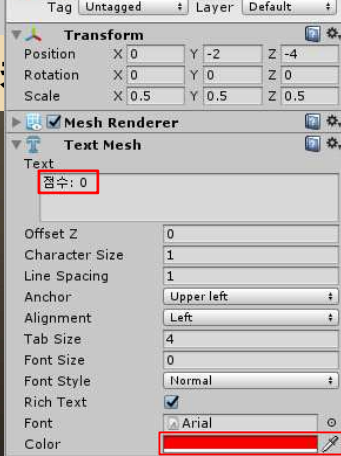 Tag Untagged Layer Default
Transform
Position X 0 Y -2 Z -4
Rotation X 0 Y 0 Z 0
Scale X 0.5 Y 0.5 Z 0.5
Mesh Renderer
Text Mesh
Text
점수: 0
Offset Z 0
Character Size 1
Line Spacing 1
Anchor Upper left
Alignment Left
Tab Size 4
Font Size 0
Font Style Normal
Rich Text
Font Arial
Color